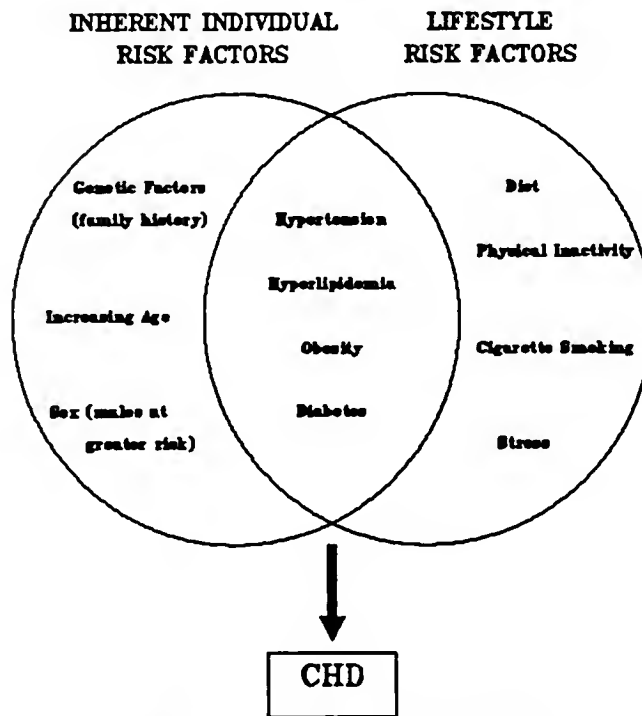 INHERENT INDIVIDUAL
RISK FACTORS
LIFESTYLE
RISK FACTORS
Genetic Factors
(family history)
Increasing Age
Sex (males at
greater risk)
Hypertension
Hyperlipidemia
Obesity
Diabetes
Diet
Physical Inactivity
Cigarette Smoking
Stress
CHD